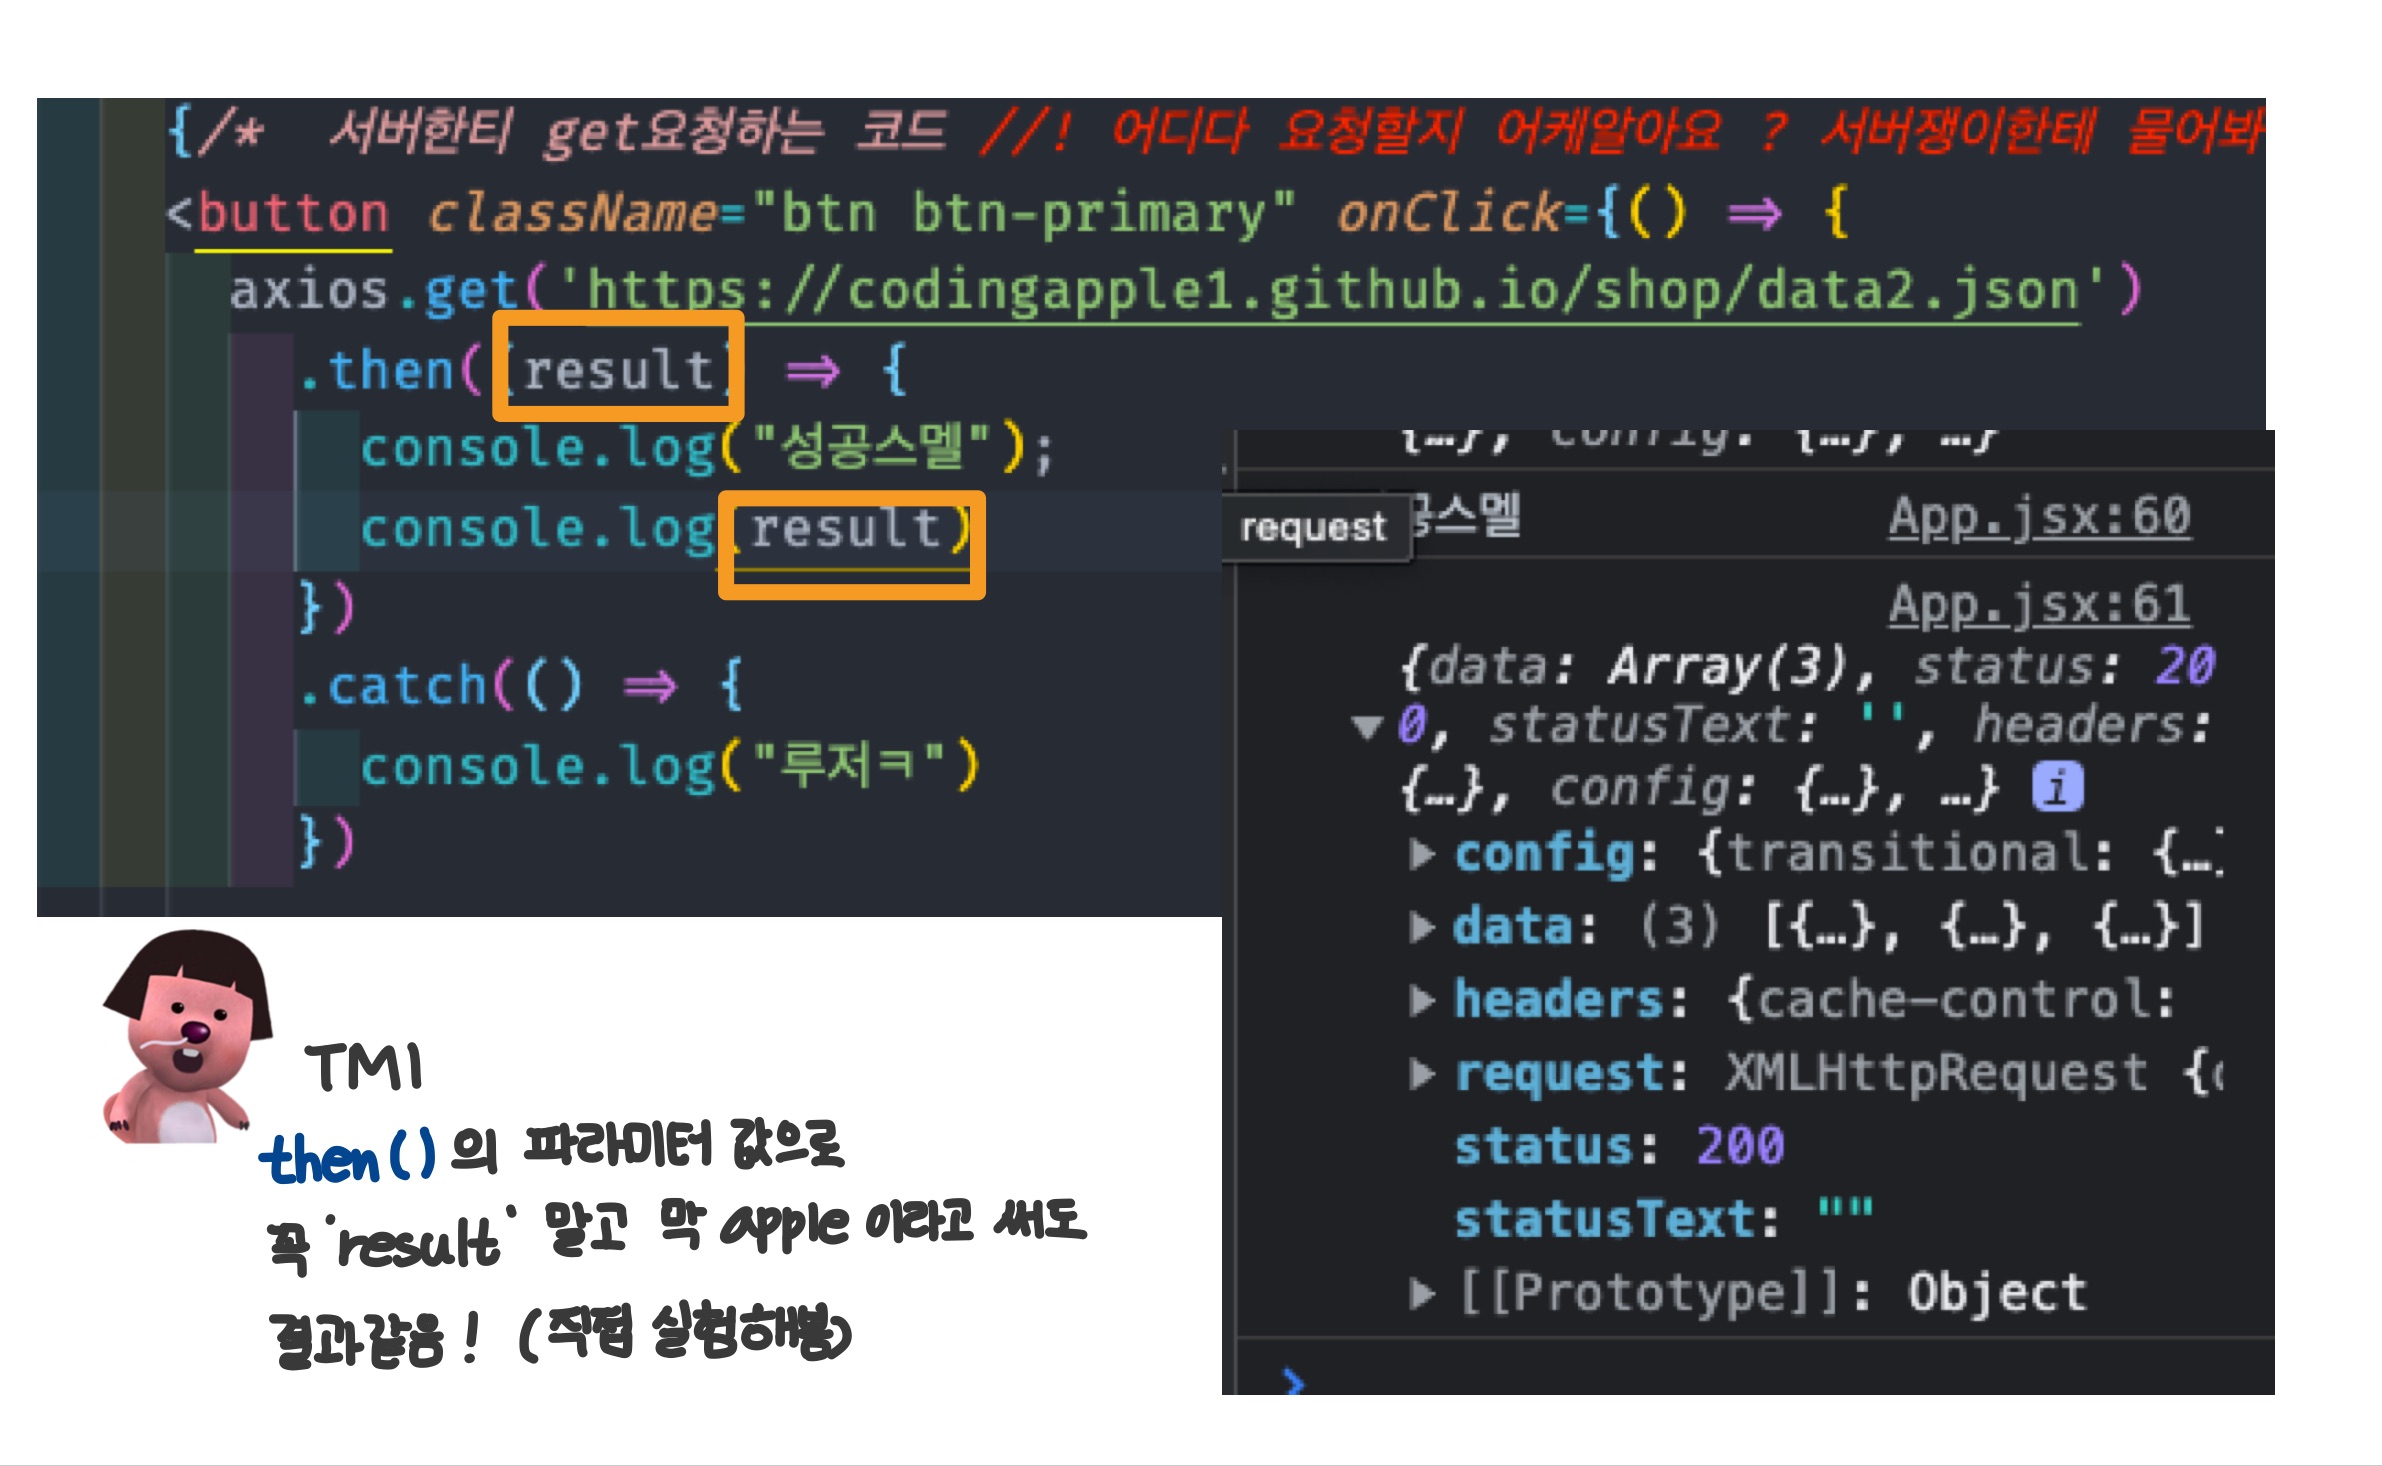 {/* 서버한티 get요청하는 코드 //! 어디다 요청할지 어케알아요 ? 서버쟁이한테 물어봐
<button className="btn btn-primary" onClick={() => {
axios.get('https://codingapple1.github.io/shop/data2.json')
.then((result) => {
console.log("성공스멜");
console.log(result)
})
.catch(() => {
console.log("루저ㅋ")
})
{…}, config: {…}, …}
request
공스멜 App.jsx:60
App.jsx:61
{data: Array(3), status: 20
0, statusText: '', headers:
{…}, config: {…}, …} i
config: {transitional: {…}
data: (3) [{…}, {…}, {…}]
headers: {cache-control:
request: XMLHttpRequest {
status: 200
statusText: ""
[[Prototype]]: Object
TMI
then()의 파라미터 값으로
꼭 'result' 말고 막 apple 이라고 써도
결과같음! (직접 실험해봄)